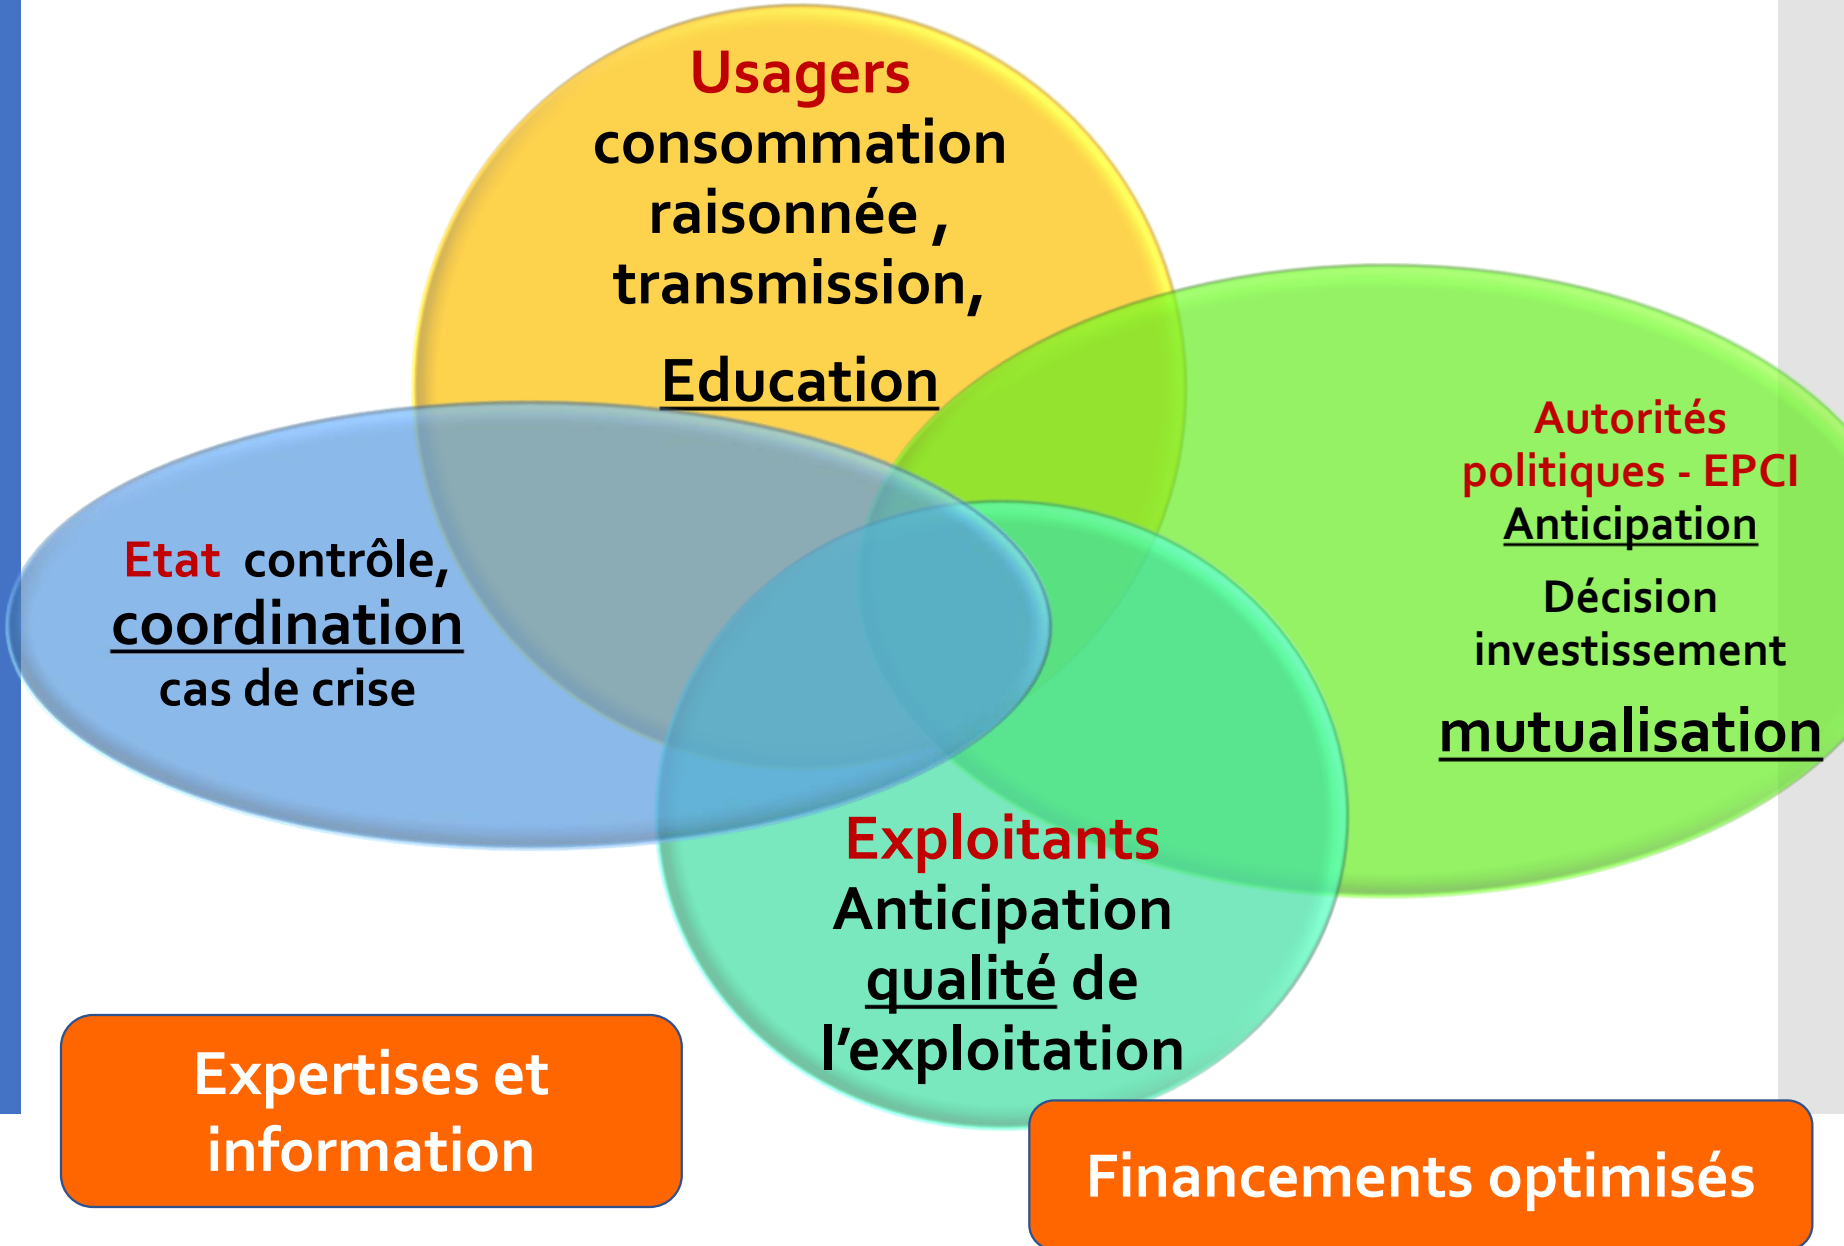 Usagers
consommation
raisonnée ,
transmission,
Education
Autorités
politiques - EPCI
Anticipation
Décision
investissement
mutualisation
Etat contrôle,
coordination
cas de crise
Exploitants
Anticipation
qualité de
l’exploitation
Expertises et
information
Financements optimisés